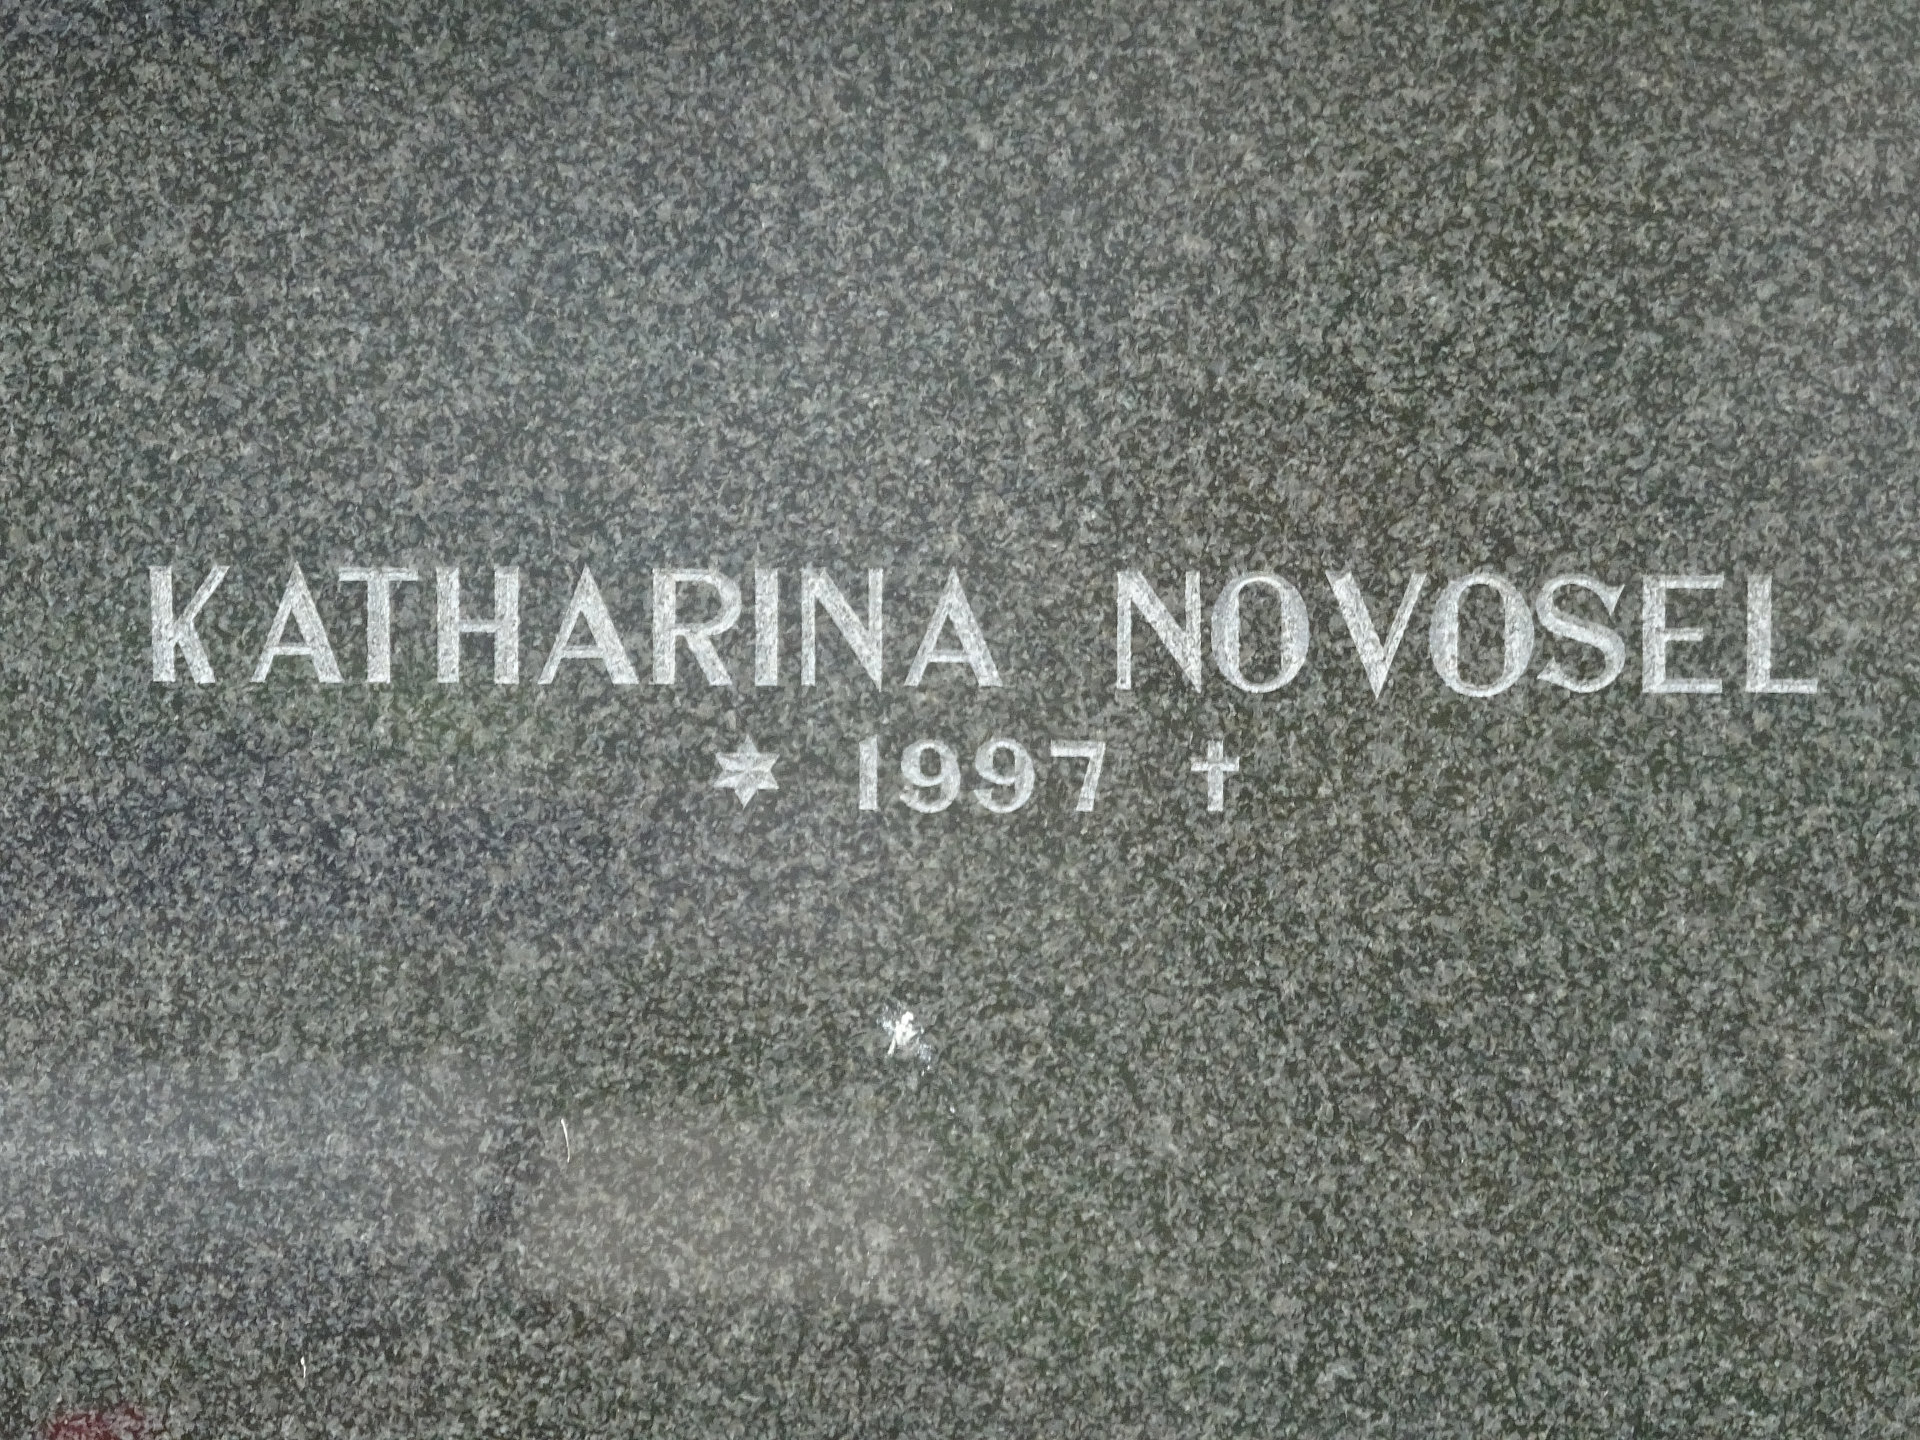 KATHARINA NOVOSEL
✶ 1997 ✝